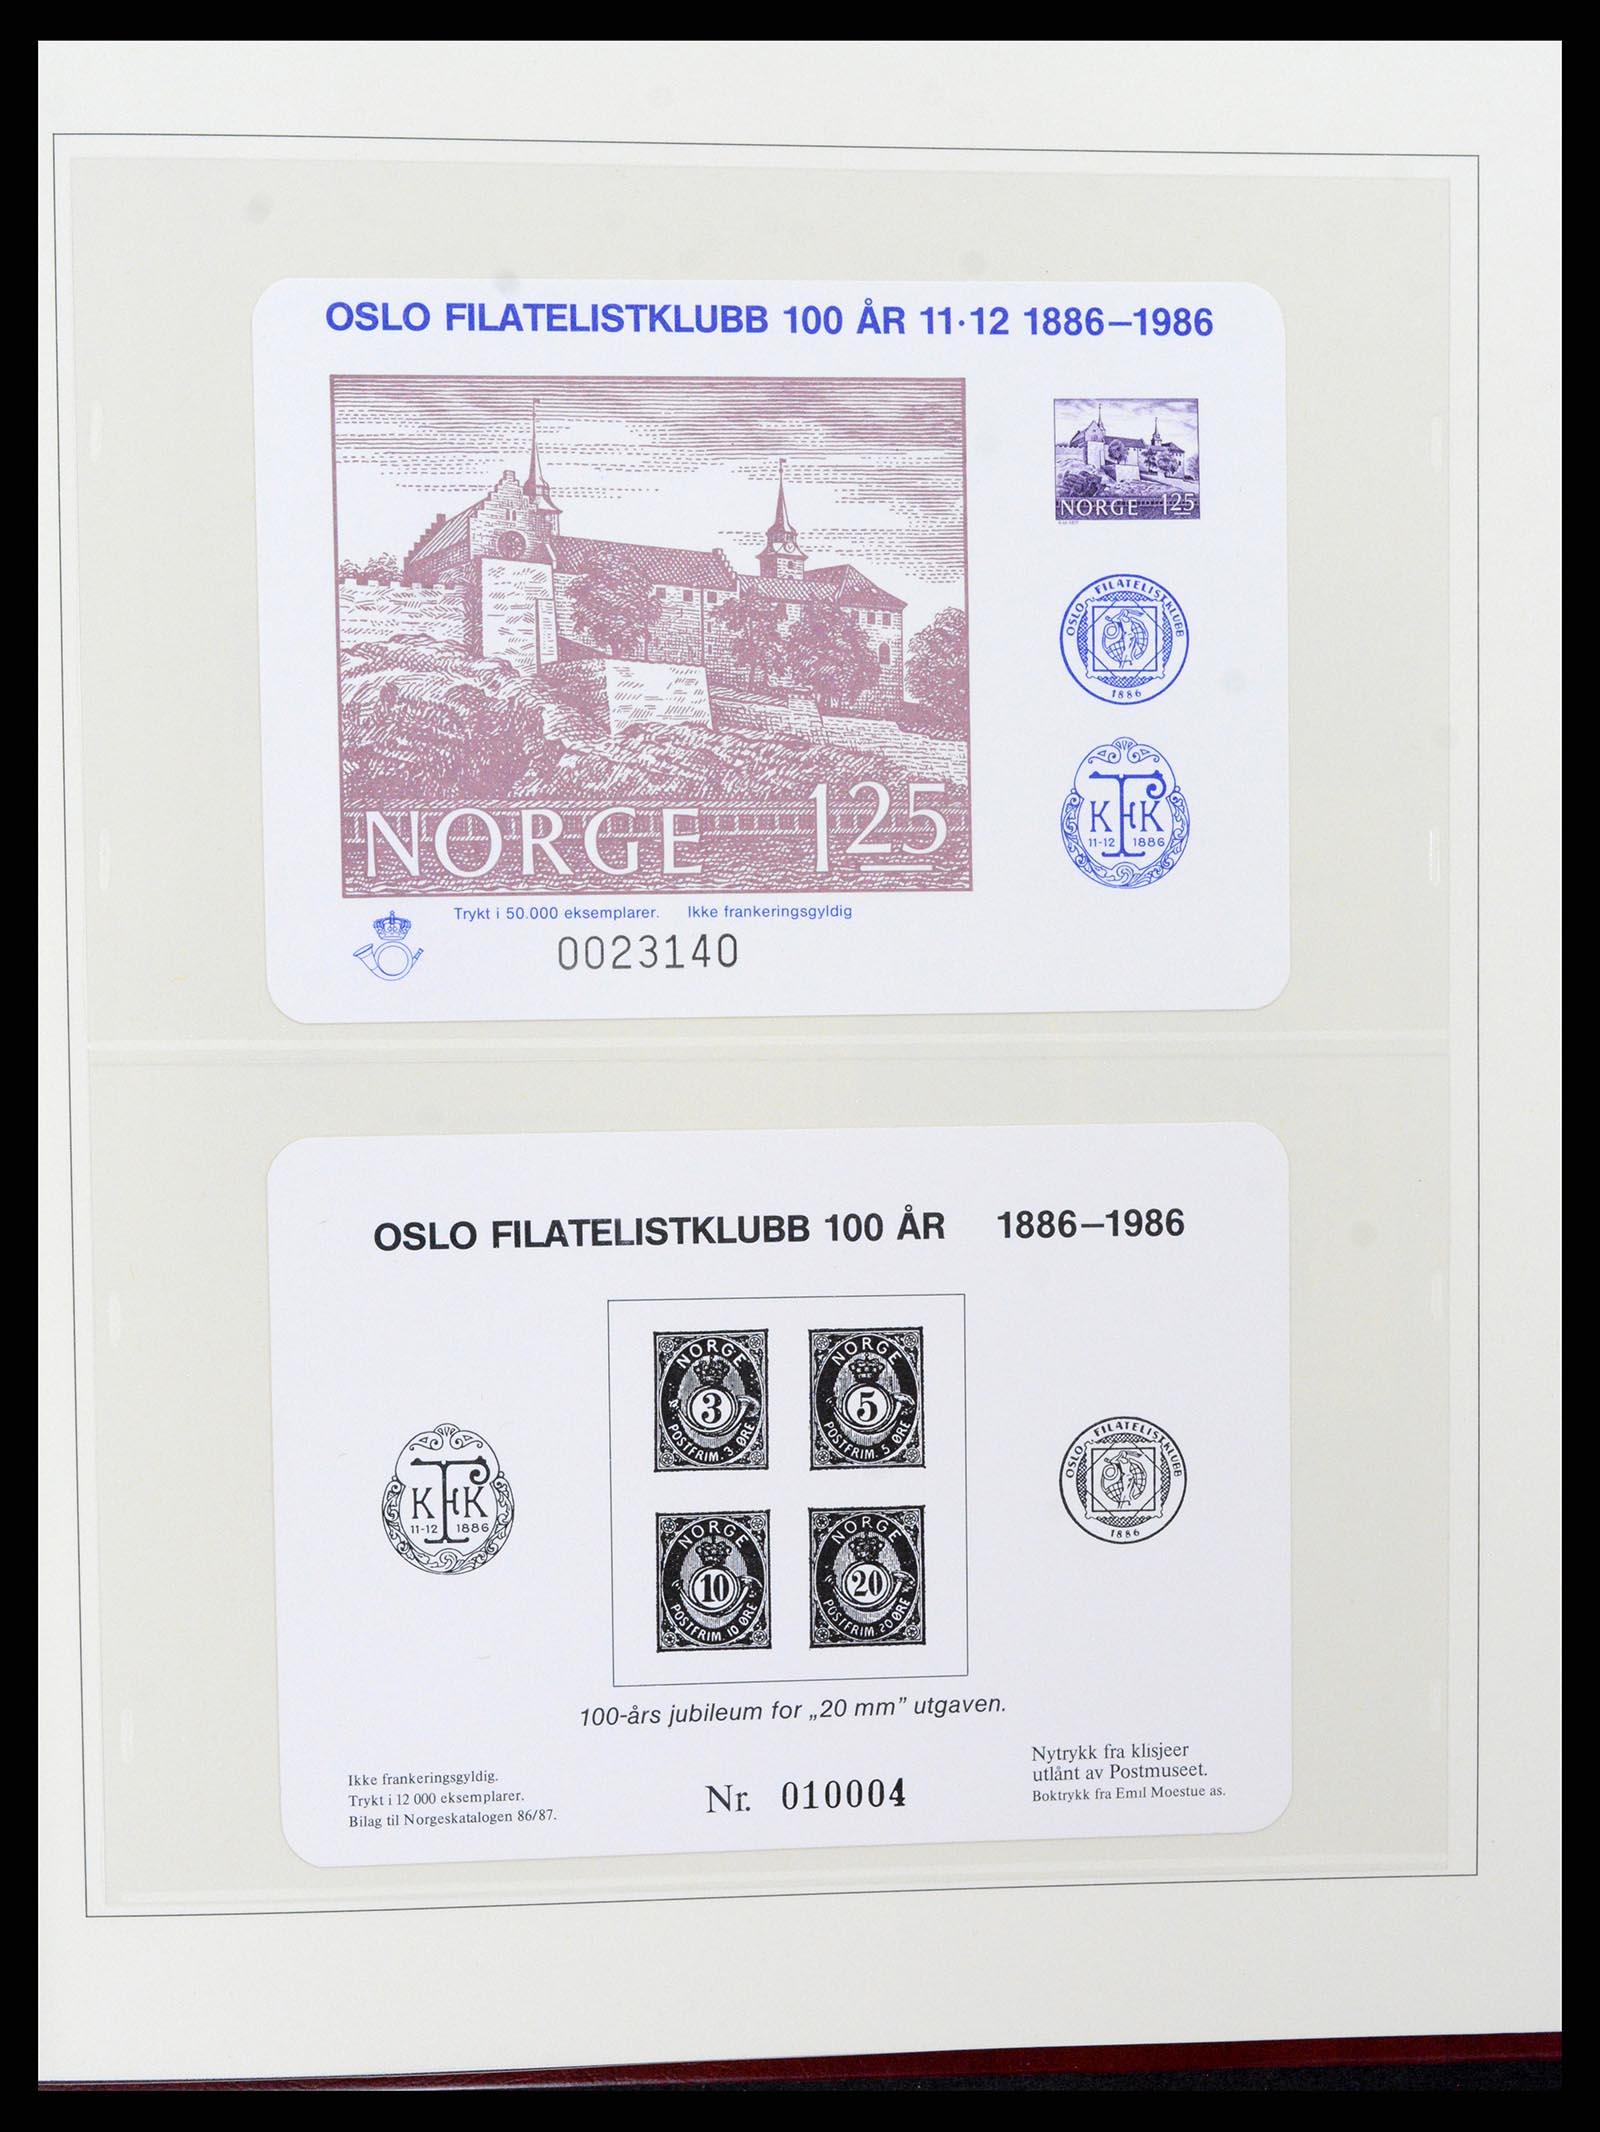 OSLO FILATELISTKLUBB 100 ÅR 11·12 1886–1986
NORGE 125
NORGE 125
OSLO FILATELISTKLUBB
1886
K T F K
11-12 1886
Trykt i 50.000 eksemplarer. Ikke frankeringsgyldig
0023140
OSLO FILATELISTKLUBB 100 ÅR 1886–1986
NORGE
3
POSTFRIM. 3. ØRE
NORGE
5
POSTFRIM. 5 ØRE
K T F K
11-12 1886
OSLO FILATELISTKLUBB
1886
NORGE
10
POSTFRIM. 10 ØRE
NORGE
20
POSTFRIM. 20 ØRE
100-års jubileum for „20 mm” utgaven.
Ikke frankeringsgyldig.
Trykt i 12 000 eksemplarer.
Bilag til Norgeskatalogen 86/87.
Nr. 010004
Nytrykk fra klisjeer
utlånt av Postmuseet.
Boktrykk fra Emil Moestue as.